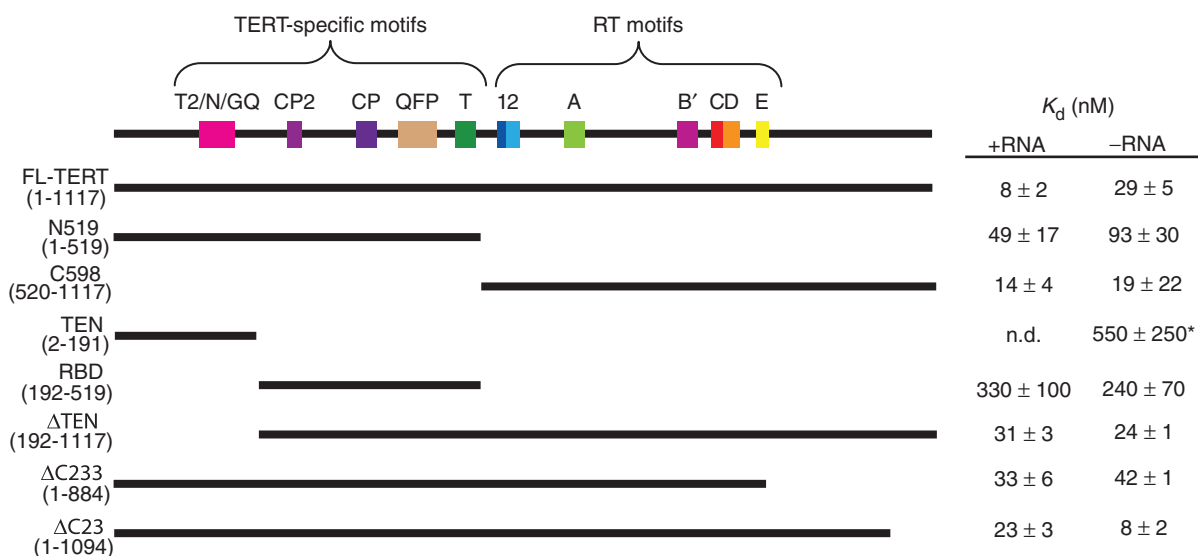 TERT-specific motifs RT motifs
T2/N/GQ CP2 CP QFP T 12 A B′ CD E
Kd (nM)
+RNA −RNA
FL-TERT
(1-1117) 8 ± 2 29 ± 5
N519
(1-519) 49 ± 17 93 ± 30
C598
(520-1117) 14 ± 4 19 ± 22
TEN
(2-191) n.d. 550 ± 250*
RBD
(192-519) 330 ± 100 240 ± 70
ΔTEN
(192-1117) 31 ± 3 24 ± 1
ΔC233
(1-884) 33 ± 6 42 ± 1
ΔC23
(1-1094) 23 ± 3 8 ± 2